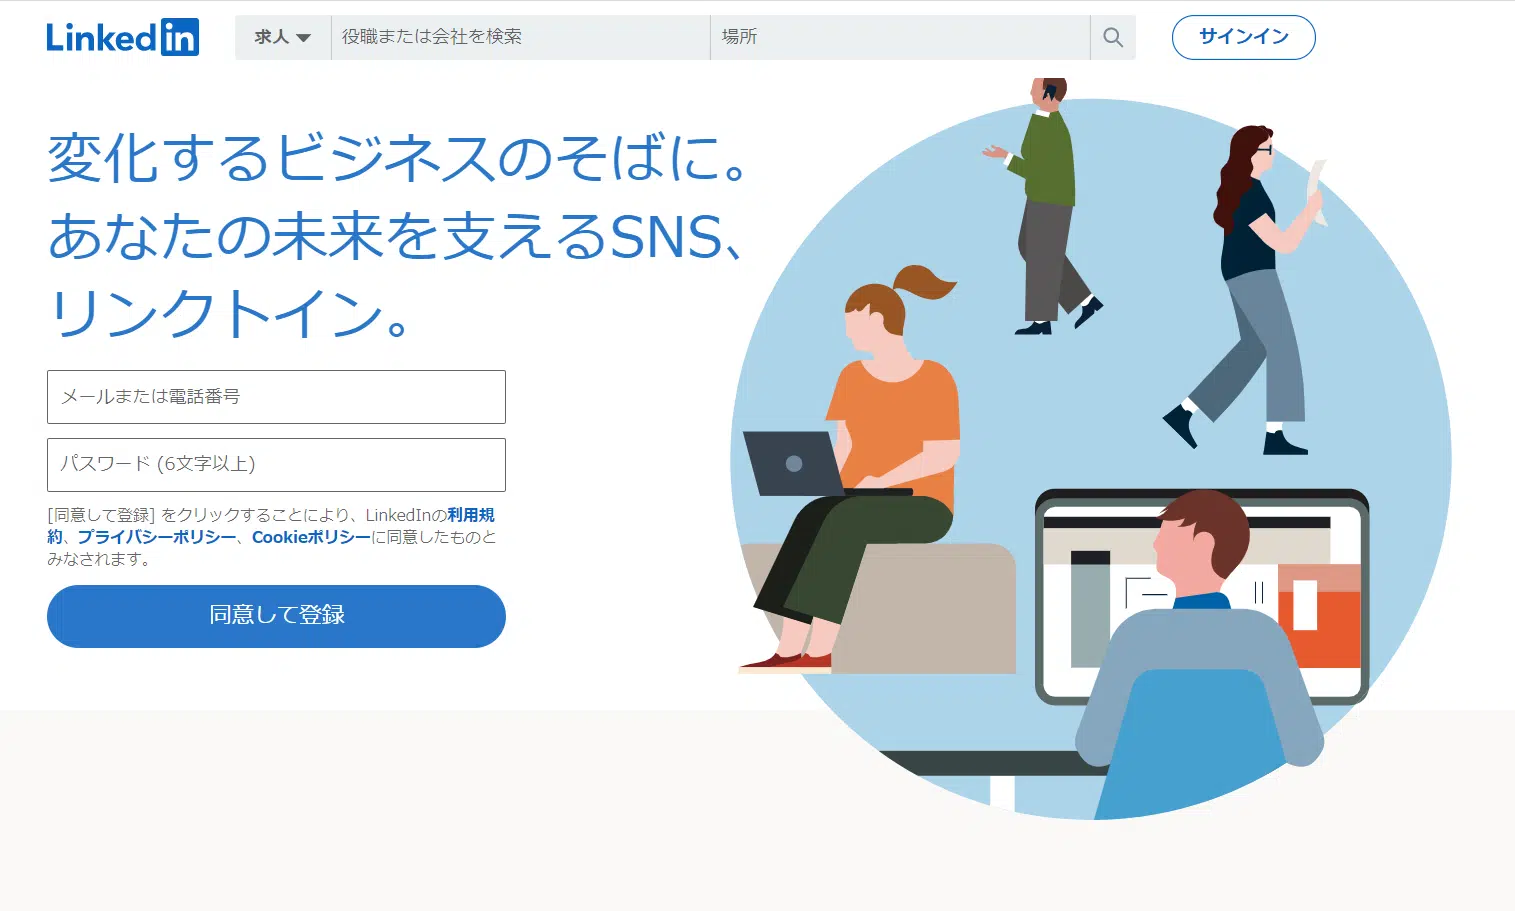 LinkedIn
求人
役職または会社を検索
場所
サインイン
変化するビジネスのそばに。
あなたの未来を支えるSNS、
リンクトイン。
メールまたは電話番号
パスワード (6文字以上)
[同意して登録] をクリックすることにより、LinkedInの利用規
約、プライバシーポリシー、Cookieポリシーに同意したものと
みなされます。
同意して登録